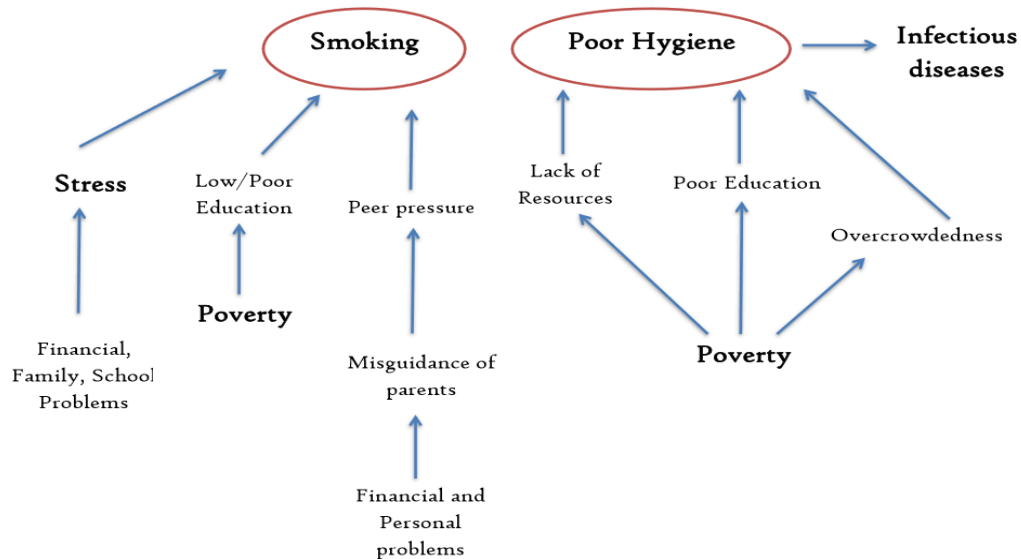 Smoking
Poor Hygiene
Infectious
diseases
Stress
Low/Poor
Education
Peer pressure
Lack of
Resources
Poor Education
Overcrowdedness
Poverty
Financial,
Family, School
Problems
Misguidance of
parents
Poverty
Financial and
Personal
problems